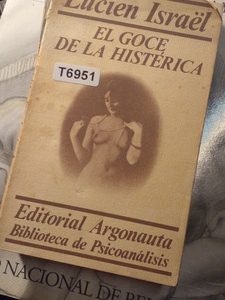 Lucien Israël
EL GOCE
DE LA HISTÉRICA
T6951
Editorial Argonauta
Biblioteca de Psicoanálisis
NACIONAL DE